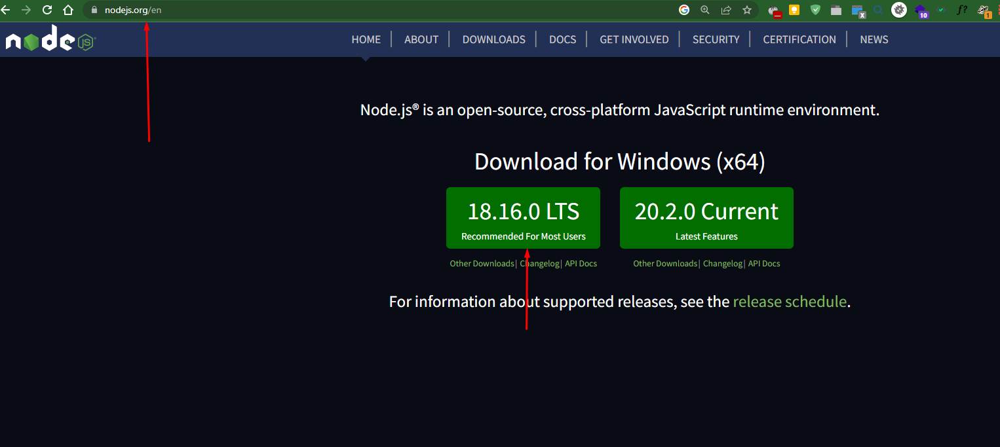 nodejs.org/en
node JS
HOME ABOUT DOWNLOADS DOCS GET INVOLVED SECURITY CERTIFICATION NEWS
Node.js® is an open-source, cross-platform JavaScript runtime environment.
Download for Windows (x64)
18.16.0 LTS
Recommended For Most Users
20.2.0 Current
Latest Features
Other Downloads | Changelog | API Docs
Other Downloads | Changelog | API Docs
For information about supported releases, see the release schedule.
G
x
10
f?
1